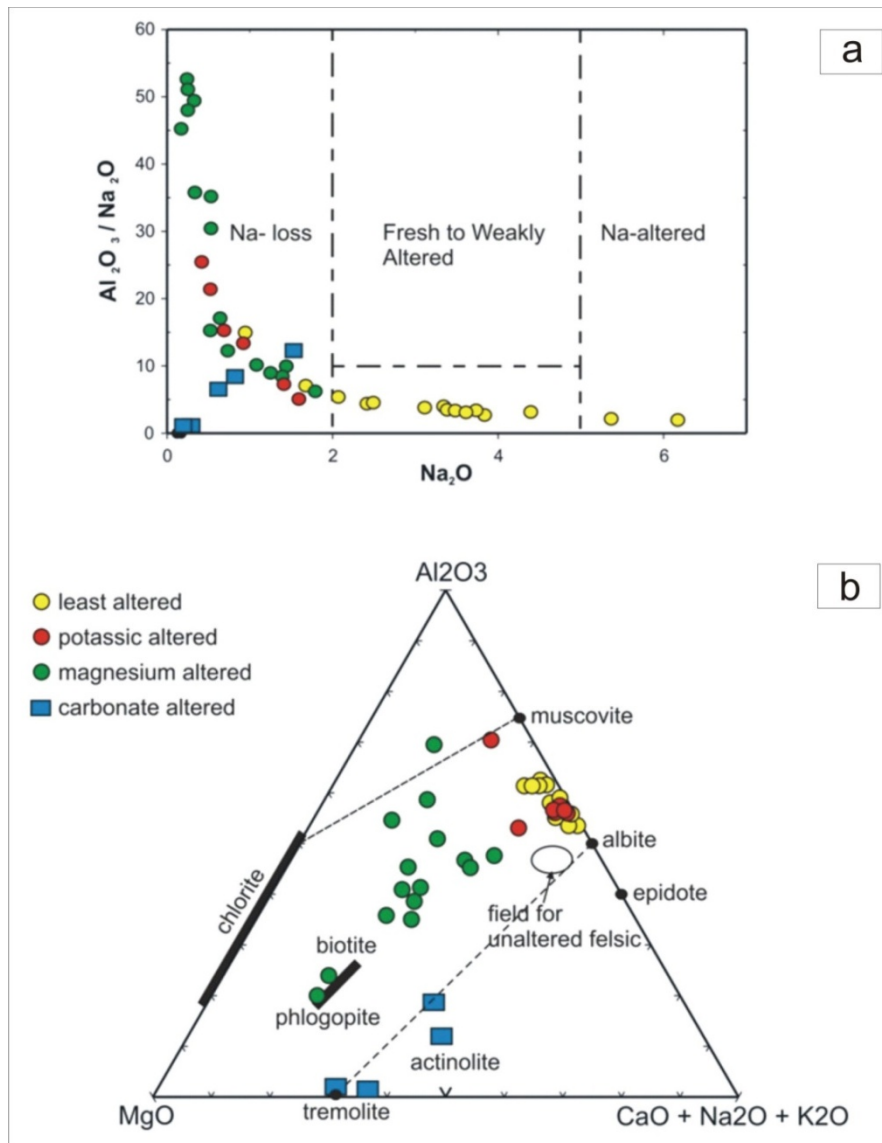 a
60
50
40
30
20
10
0
Al₂O₃ / Na₂O
Na- loss
Fresh to Weakly
Altered
Na-altered
0
2
4
6
Na₂O
b
Al2O3
least altered
potassic altered
magnesium altered
carbonate altered
muscovite
albite
epidote
chlorite
field for
unaltered felsic
biotite
phlogopite
actinolite
tremolite
MgO
CaO + Na2O + K2O